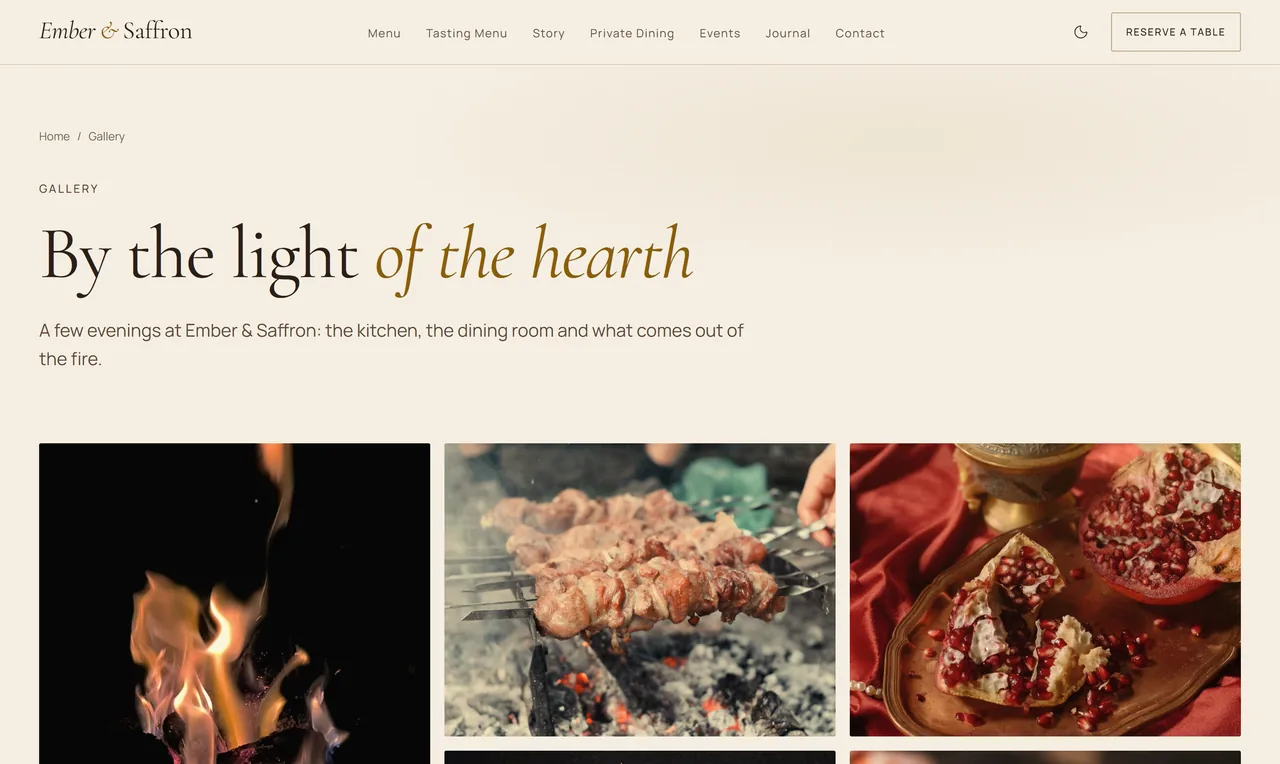 Ember & Saffron
Menu Tasting Menu Story Private Dining Events Journal Contact
RESERVE A TABLE
Home / Gallery
GALLERY
By the light of the hearth
A few evenings at Ember & Saffron: the kitchen, the dining room and what comes out of
the fire.